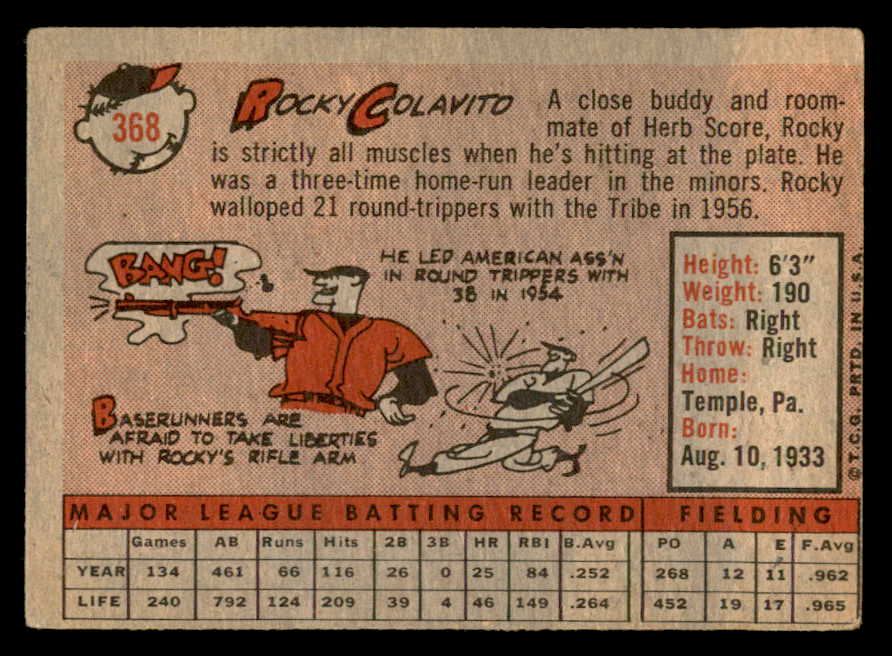 368
ROCKY COLAVITO
A close buddy and room-
mate of Herb Score, Rocky
is strictly all muscles when he's hitting at the plate. He
was a three-time home-run leader in the minors. Rocky
walloped 21 round-trippers with the Tribe in 1956.
BANG!
HE LED AMERICAN ASS'N
IN ROUND TRIPPERS WITH
38 IN 1954
BASERUNNERS ARE
AFRAID TO TAKE LIBERTIES
WITH ROCKY'S RIFLE ARM
Height: 6'3"
Weight: 190
Bats: Right
Throw: Right
Home:
Temple, Pa.
Born:
Aug. 10, 1933
©T.C.G. PRTD. IN U.S.A.
MAJOR LEAGUE BATTING RECORD FIELDING
Games AB Runs Hits 2B 3B HR RBI B.Avg PO A E F.Avg
YEAR 134 461 66 116 26 0 25 84 .252 268 12 11 .962
LIFE 240 792 124 209 39 4 46 149 .264 452 19 17 .965